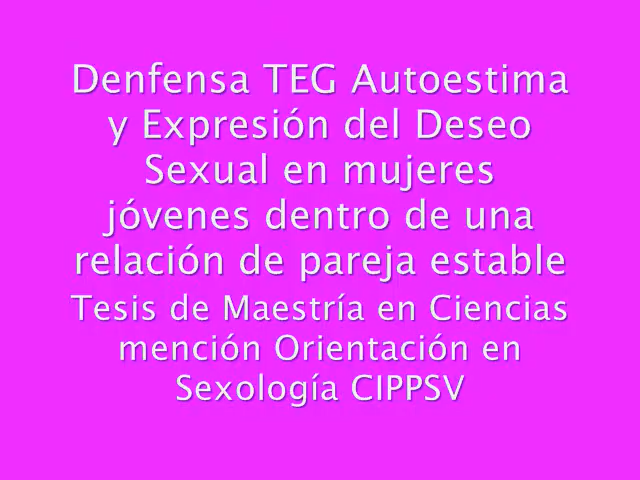 Denfensa TEG Autoestima
y Expresión del Deseo
Sexual en mujeres
jóvenes dentro de una
relación de pareja estable
Tesis de Maestría en Ciencias
mención Orientación en
Sexología CIPPSV